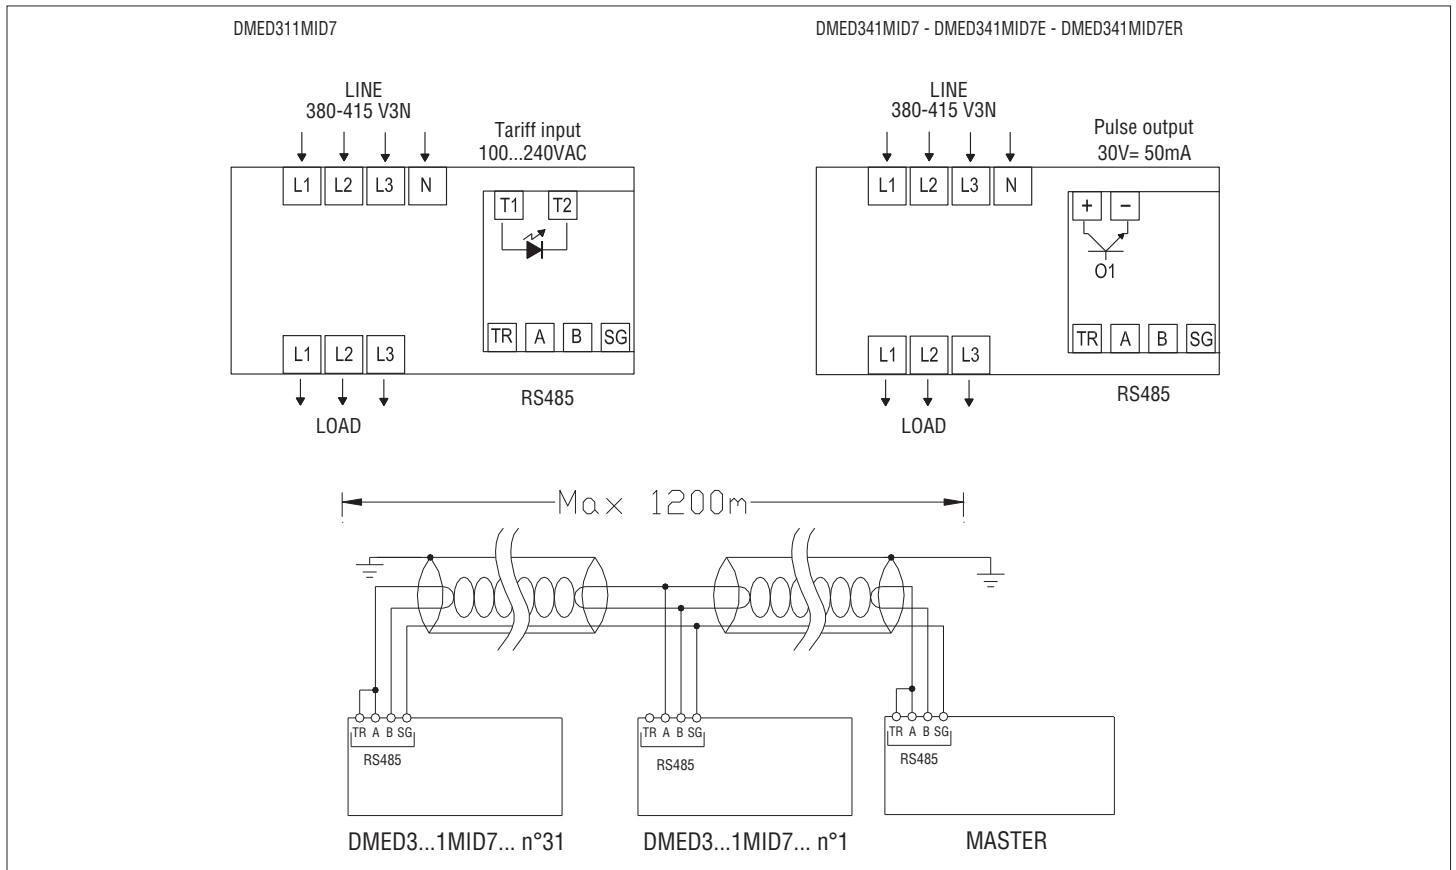 DMED311MID7
LINE
380-415 V3N
Tariff input
100...240VAC
L1 L2 L3 N
T1 T2
TR A B SG
L1 L2 L3
RS485
LOAD
DMED341MID7 - DMED341MID7E - DMED341MID7ER
LINE
380-415 V3N
Pulse output
30V= 50mA
L1 L2 L3 N
+ −
O1
TR A B SG
L1 L2 L3
RS485
LOAD
Max 1200m
TR A B SG
RS485
DMED3...1MID7... n°31
TR A B SG
RS485
DMED3...1MID7... n°1
TR A B SG
RS485
MASTER